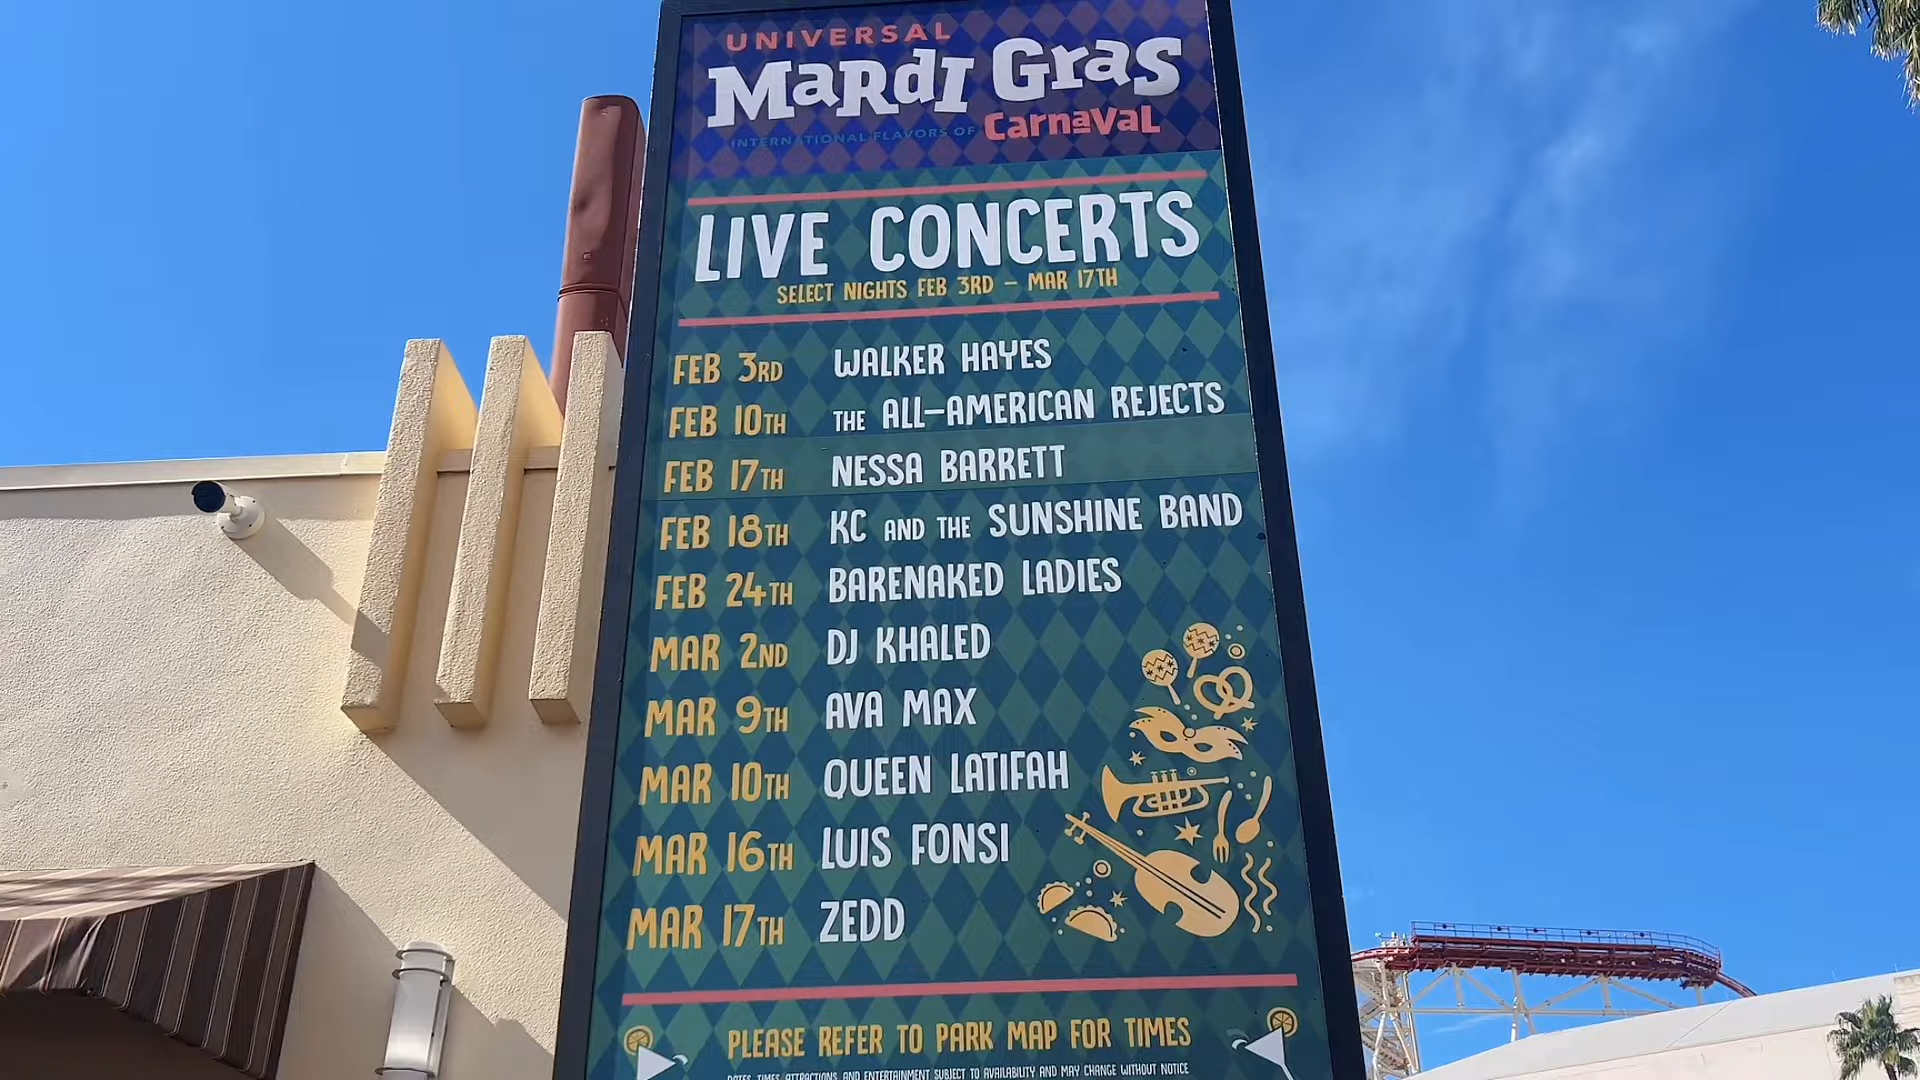 UNIVERSAL
MARDI GRAS
INTERNATIONAL FLAVORS OF CARNAVAL
LIVE CONCERTS
SELECT NIGHTS FEB 3RD – MAR 17TH
FEB 3RD WALKER HAYES
FEB 10TH THE ALL-AMERICAN REJECTS
FEB 17TH NESSA BARRETT
FEB 18TH KC AND THE SUNSHINE BAND
FEB 24TH BARENAKED LADIES
MAR 2ND DJ KHALED
MAR 9TH AVA MAX
MAR 10TH QUEEN LATIFAH
MAR 16TH LUIS FONSI
MAR 17TH ZEDD
PLEASE REFER TO PARK MAP FOR TIMES
DATES, TIMES, ATTRACTIONS, AND ENTERTAINMENT SUBJECT TO AVAILABILITY AND MAY CHANGE WITHOUT NOTICE